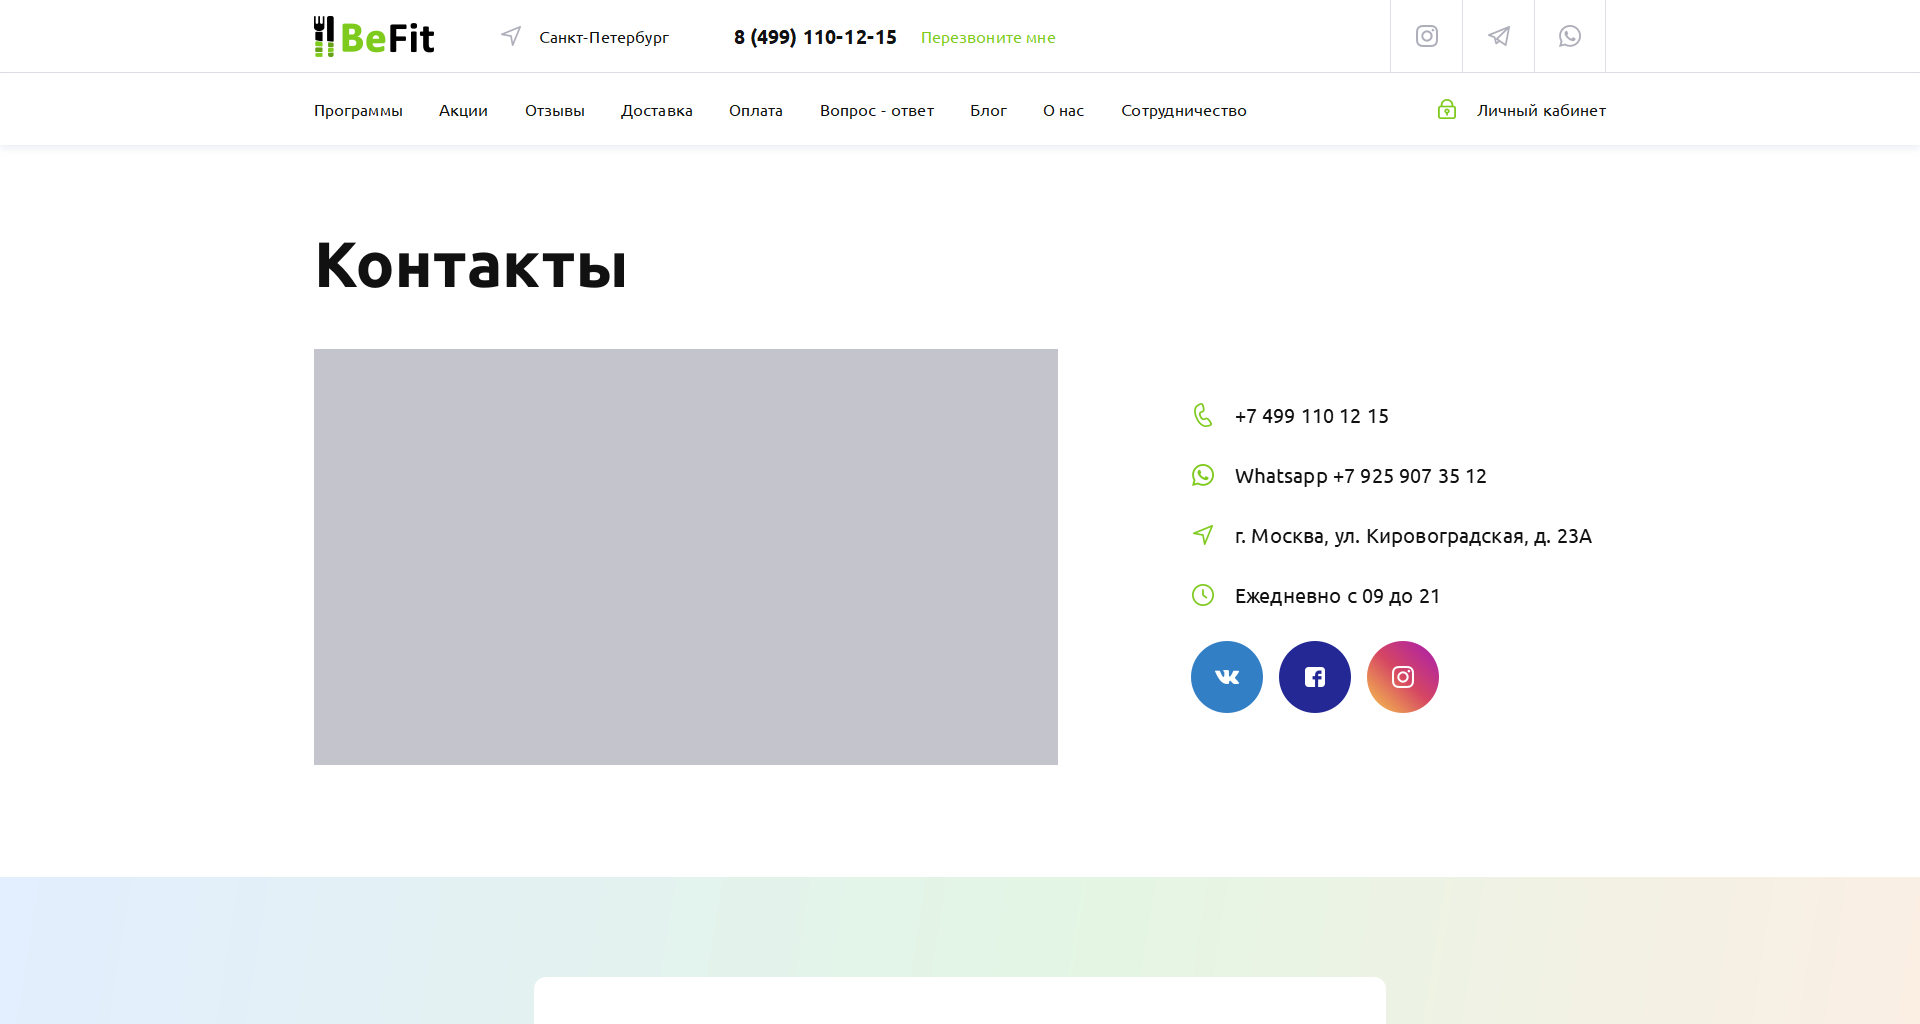 BeFit
Санкт-Петербург
8 (499) 110-12-15
Перезвоните мне
Программы
Акции
Отзывы
Доставка
Оплата
Вопрос - ответ
Блог
О нас
Сотрудничество
Личный кабинет
Контакты
+7 499 110 12 15
Whatsapp +7 925 907 35 12
г. Москва, ул. Кировоградская, д. 23А
Ежедневно с 09 до 21